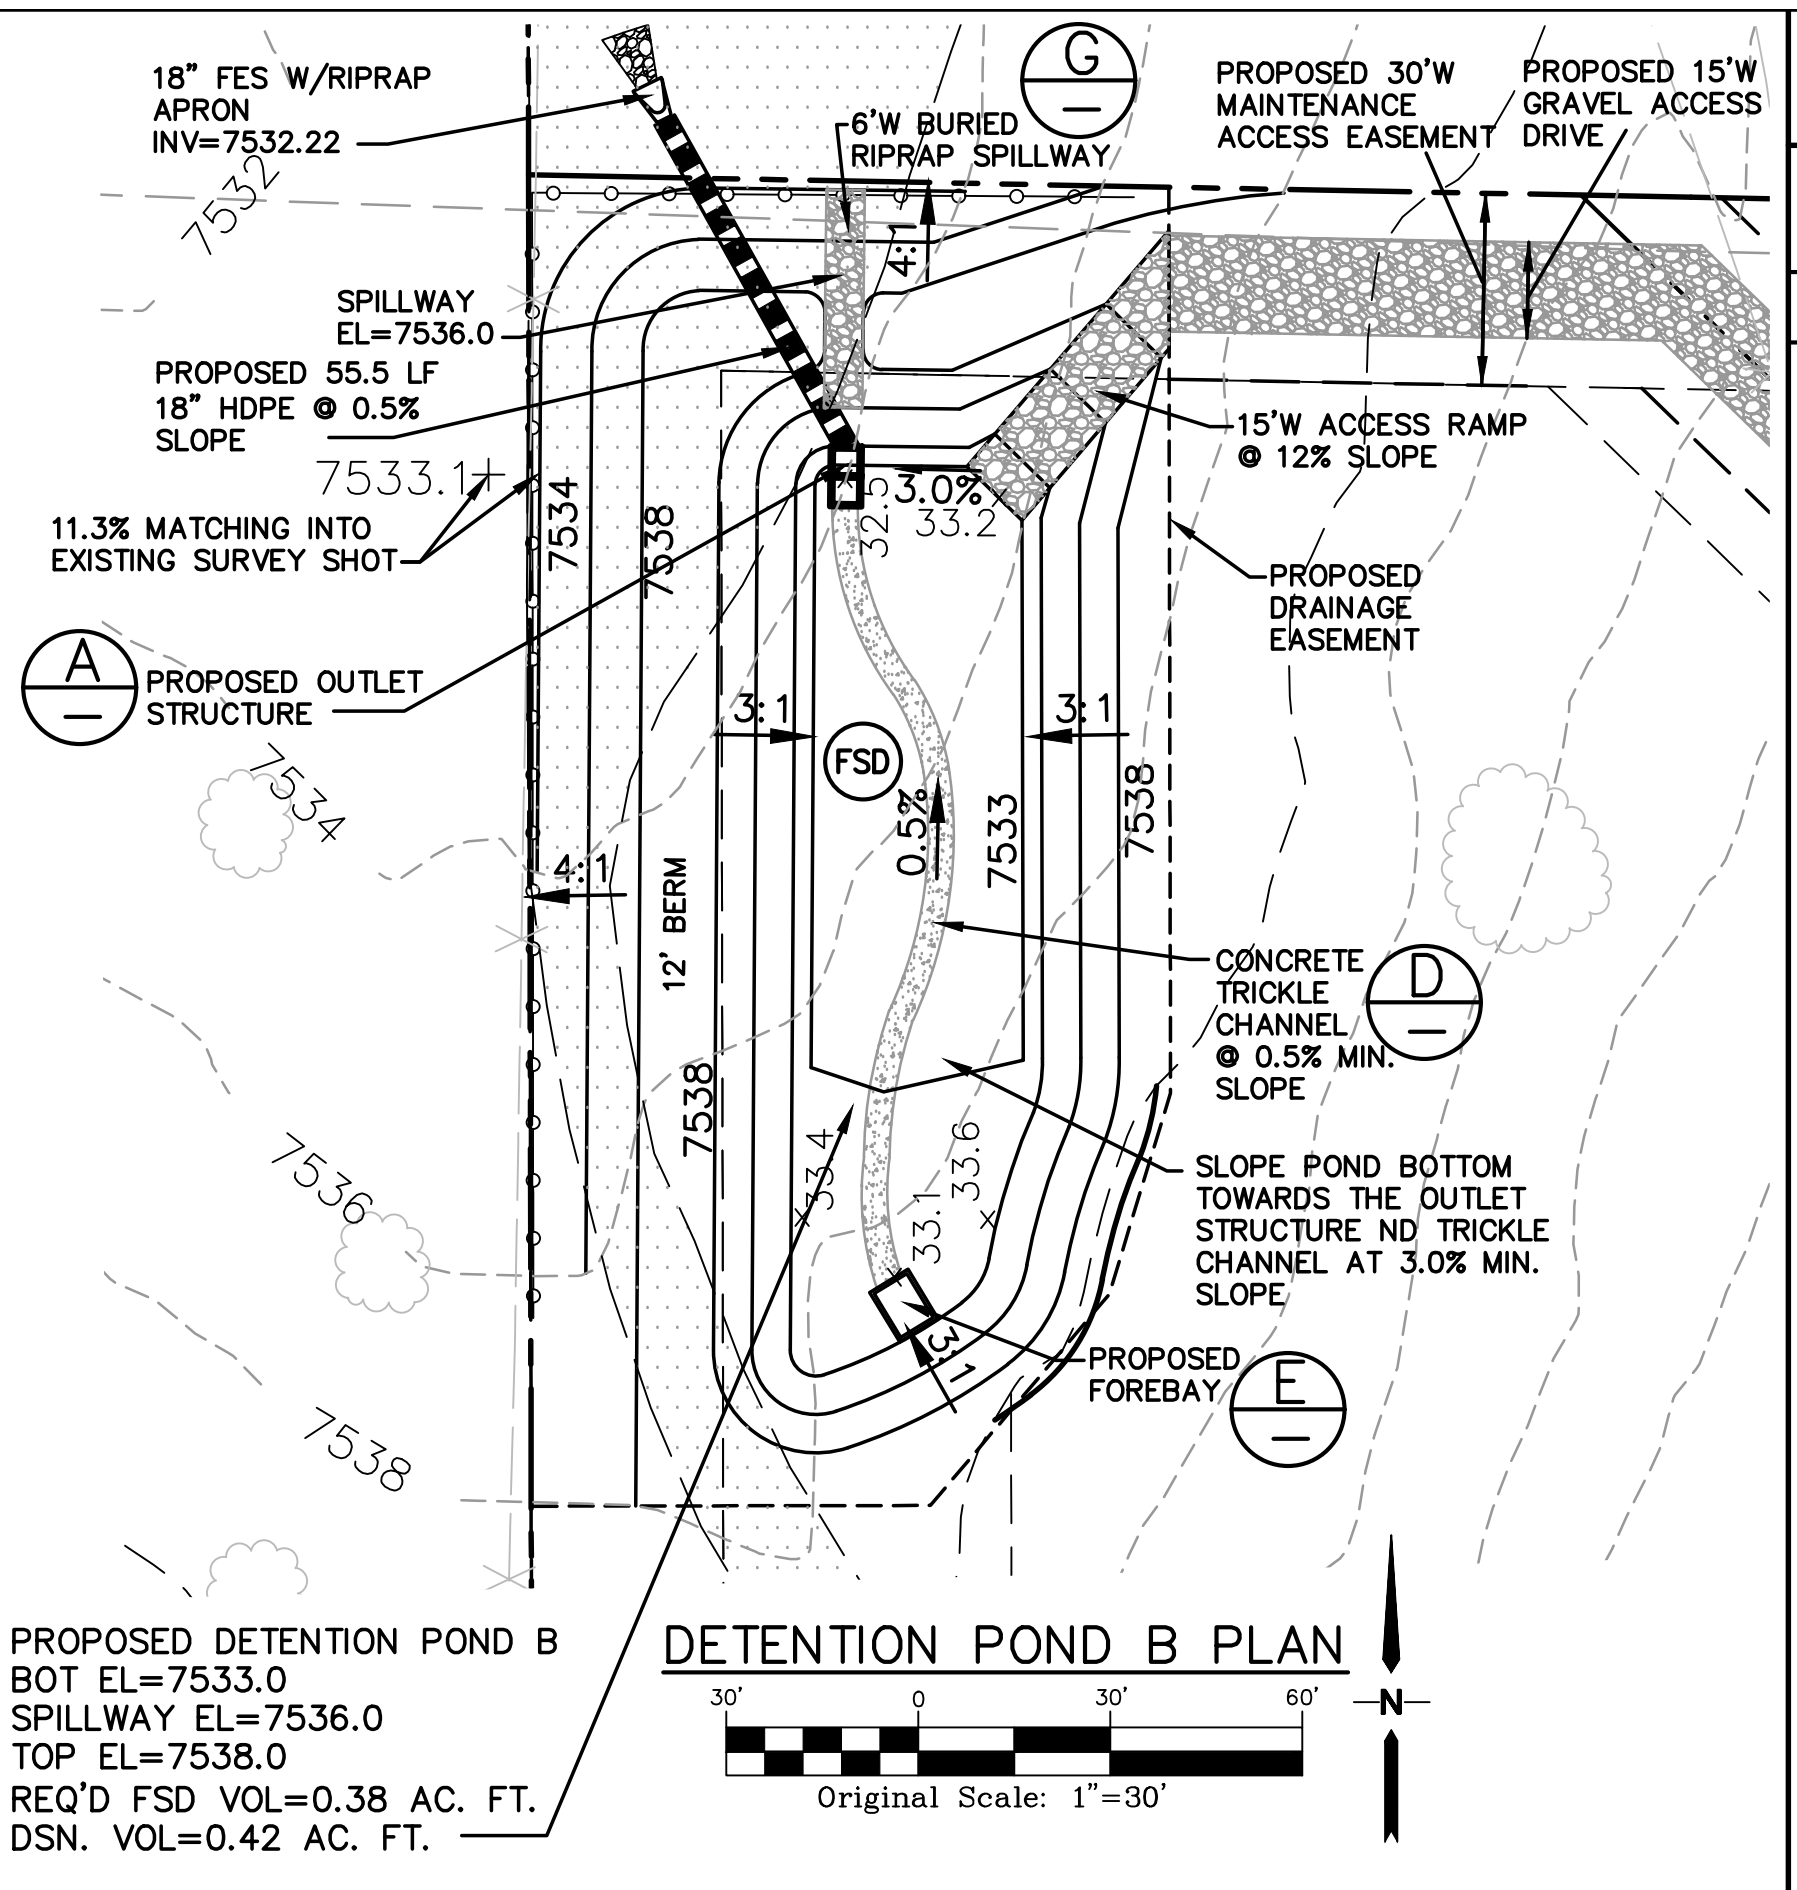 18" FES W/RIPRAP
APRON
INV=7532.22
6'W BURIED
RIPRAP SPILLWAY
G
PROPOSED 30'W
MAINTENANCE
ACCESS EASEMENT
PROPOSED 15'W
GRAVEL ACCESS
DRIVE
7532
4:1
SPILLWAY
EL=7536.0
PROPOSED 55.5 LF
18" HDPE @ 0.5%
SLOPE
7533.1
11.3% MATCHING INTO
EXISTING SURVEY SHOT
7534
7538
32.5
3.0%
33.2
15'W ACCESS RAMP
@ 12% SLOPE
PROPOSED
DRAINAGE
EASEMENT
A
PROPOSED OUTLET
STRUCTURE
3:1
3:1
FSD
7534
0.5%
7533
7538
4:1
12' BERM
CONCRETE
TRICKLE
CHANNEL
@ 0.5% MIN.
SLOPE
D
7538
33.4
33.1
33.6
7536
SLOPE POND BOTTOM
TOWARDS THE OUTLET
STRUCTURE ND TRICKLE
CHANNEL AT 3.0% MIN.
SLOPE
3:1
PROPOSED
FOREBAY
E
7538
PROPOSED DETENTION POND B
BOT EL=7533.0
SPILLWAY EL=7536.0
TOP EL=7538.0
REQ'D FSD VOL=0.38 AC. FT.
DSN. VOL=0.42 AC. FT.
DETENTION POND B PLAN
30' 0 30' 60'
Original Scale: 1"=30'
N